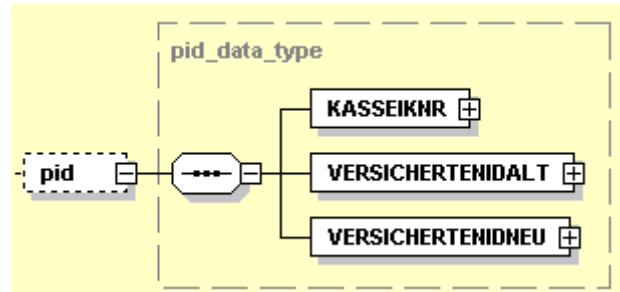 pid_data_type
KASSEIKNR
pid
VERSICHERTENIDALT
VERSICHERTENIDNEU